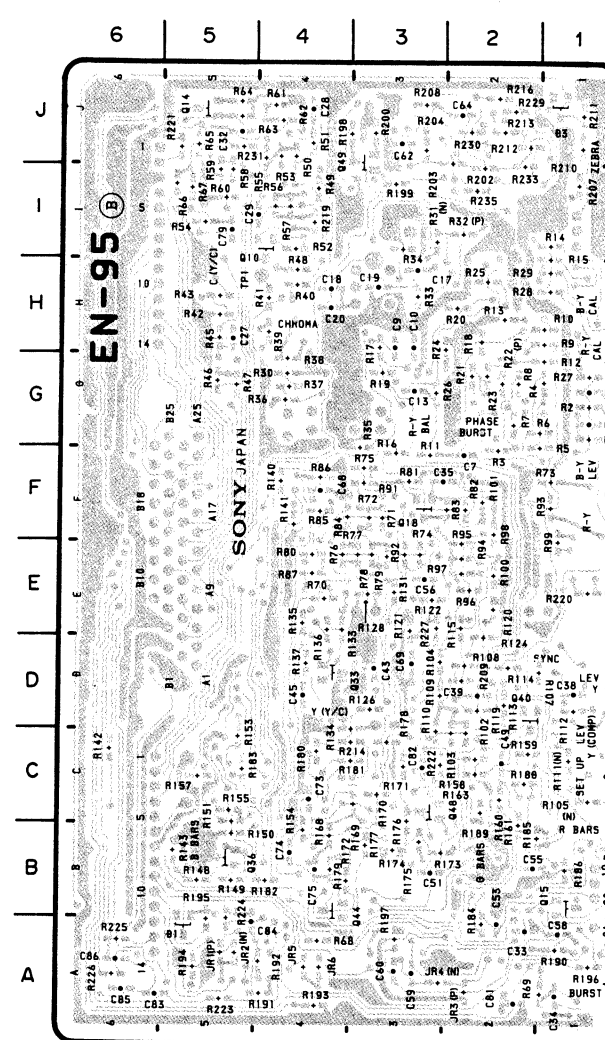 6 5 4 3 2 1
J
R64 R61 R208 R216
Q14 C28 C64 R229
R221 R65 C32 R63 R62 R51 R198 R200 R204 R213 B3 R211
R231 R50 Q49 C62 R230 R212 R210 ZEBRA
I
R59 R58 R55 R53 R49 R203 R202 R233 R207
R66 R67 R60 R56 R199 R235
R54 C79 C29 R57 R219 R31(N) R32(P)
Q10 R52 R14
EN-95 B
H
C(Y/C) TP1 R48 C18 C19 R34 C17 R25 R29 R15
R43 R41 R40 R33 R28 B-Y CAL
R42 CHROMA C20 C9 C10 R20 R13 R10
R45 C27 R39 R17 R24 R18 R22(P) R9 R-Y CAL
G
R38 R12
R46 R47 R30 R37 R19 R26 R21 R8 R4 R27
R36 C13 R23 R2
B25 A25 R-Y BAL PHASE BURST R7 R6
R35 R16 R11 R5
F
SONY JAPAN R75 C7 R3 B-Y LEV
R140 R86 C68 R91 R81 C35 R101 R73
B18 A17 R141 R85 R72 R83 R82 R93 R-Y
R84 R71 Q18
R77 R95 R94 R98 R99
E
R80 R76 R92 R74
B10 R87 R78 R79 R97 R100
A9 R70 R131 C56 R96 R220
R135 R122 R120
D
R136 R133 R128 R121 R227 R115 R124
R137 Q33 C43 C69 R104 R108 SYNC
B1 A1 C45 R126 R109 C39 R209 R114 R107 C38 LEV Y
Y(Y/C) R110 R119 R113 Q40 R112
C
R142 R153 R134 R178 R102 C49
R183 R180 R214 R222 R103 R159 R111(N) SET UP LEV Y(COMP)
R157 R181 C82 R158 R188
C73 R171 R163
R155 R170 Q48 R160 R105 (N)
B
R151 R150 R154 R168 R169 R177 R176 R189 R161 R185 R BARS
R143 B BARS Q36 C74 R172 R174 R173 G BARS
R148 R179 R175 C51 C55 R186
R149 R182 C75 C53 Q15
A
R195 R224 Q44 R197 R184
R225 B1 JR2(N) C84 R68 C58
C86 R194 JR1(P) R192 JR5 JR6 C60 JR4(N) C33 R190
R226 R196
C85 C83 R223 R191 R193 C59 JR3(P) C81 R69 C34 BURST
6 5 4 3 2 1